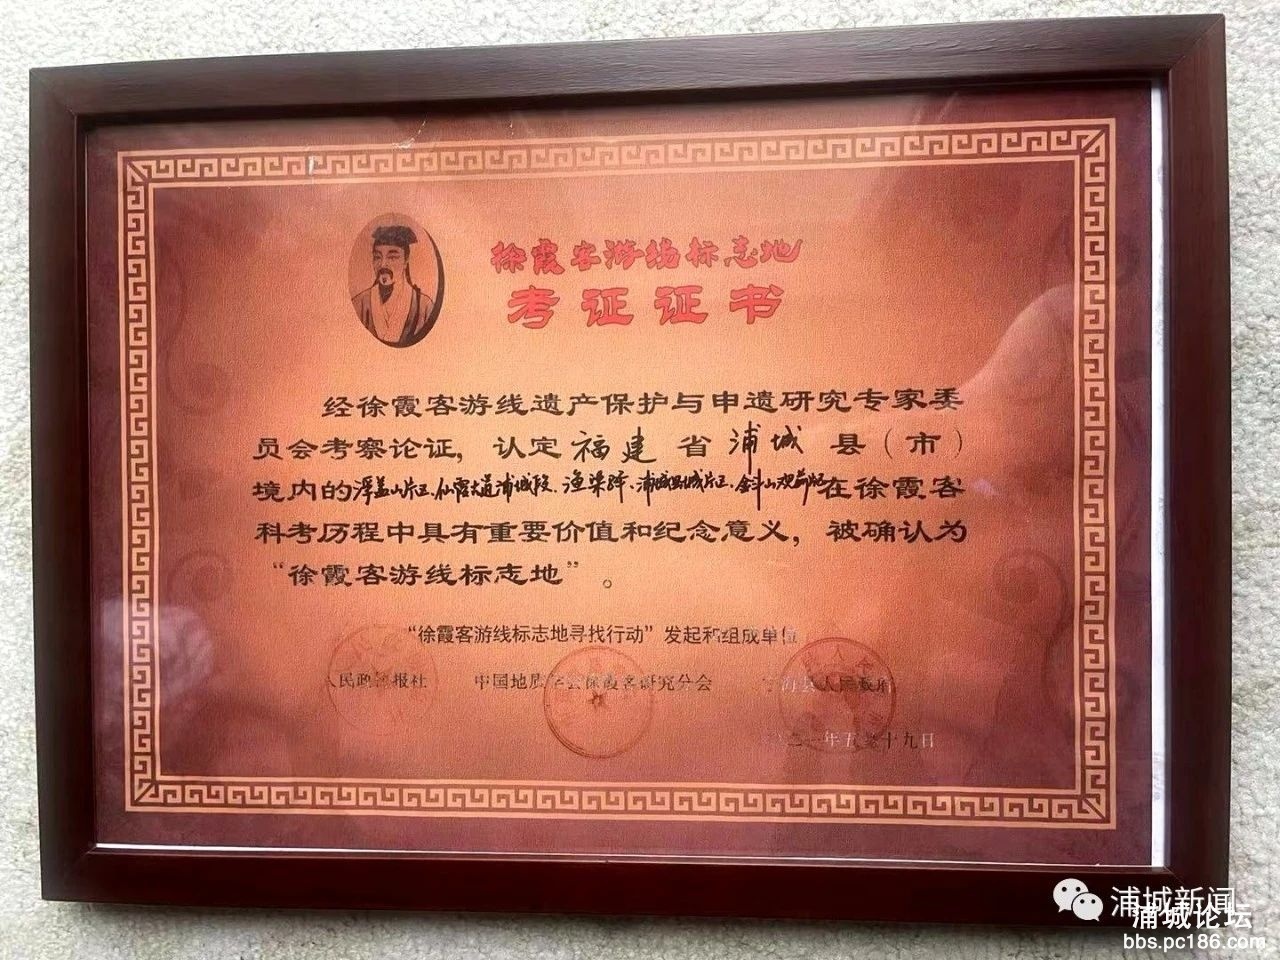 徐霞客游线标志地
考证证书
经徐霞客游线遗产保护与申遗研究专家委
员会考察论证，认定福建省浦城县（市）
境内的浮盖山片区、仙霞古道浦城段、渔梁驿、浦城县城片区、金斗山观前段在徐霞客
科考历程中具有重要价值和纪念意义，被确认为
“徐霞客游线标志地”。
“徐霞客游线标志地寻找行动”发起和组成单位
人民政协报社 中国地质学会徐霞客研究分会 宁海县人民政府
二一年五月十九日
浦城新闻
浦城论坛
bbs.pc186.com